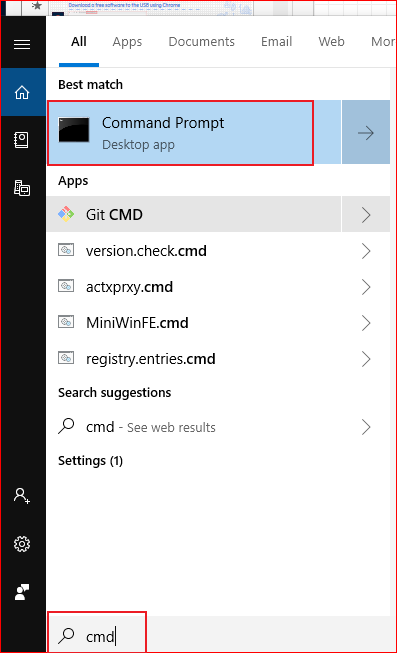 Download a free software to the USB using Chrome
All Apps Documents Email Web Mor
Best match
Command Prompt
Desktop app
Apps
Git CMD
version.check.cmd
actxprxy.cmd
MiniWinFE.cmd
registry.entries.cmd
Search suggestions
cmd - See web results
Settings (1)
cmd